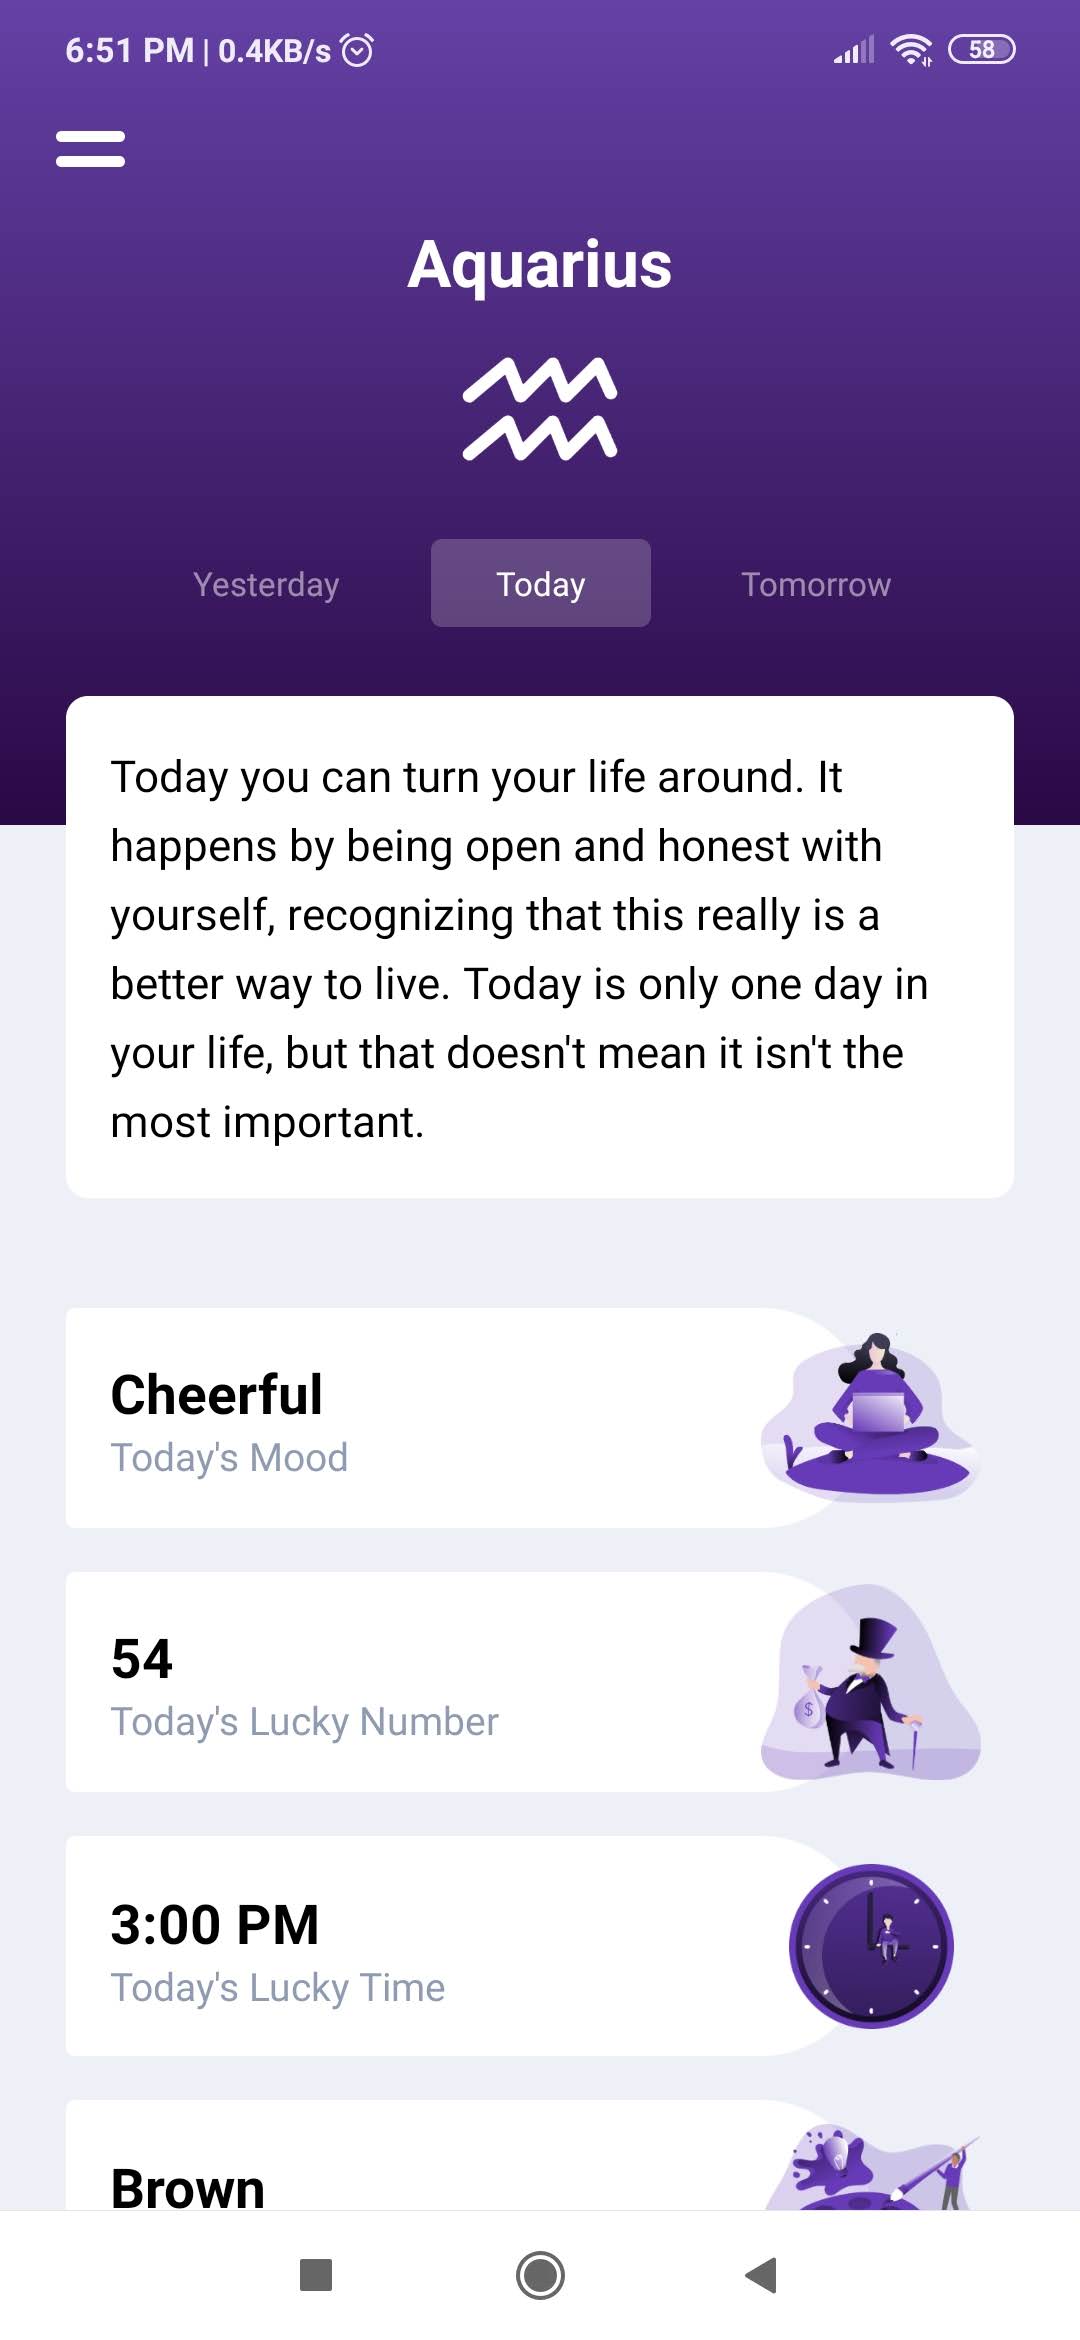 6:51 PM | 0.4KB/s
58
Aquarius
Yesterday
Today
Tomorrow
Today you can turn your life around. It
happens by being open and honest with
yourself, recognizing that this really is a
better way to live. Today is only one day in
your life, but that doesn't mean it isn't the
most important.
Cheerful
Today's Mood
54
Today's Lucky Number
$
3:00 PM
Today's Lucky Time
Brown